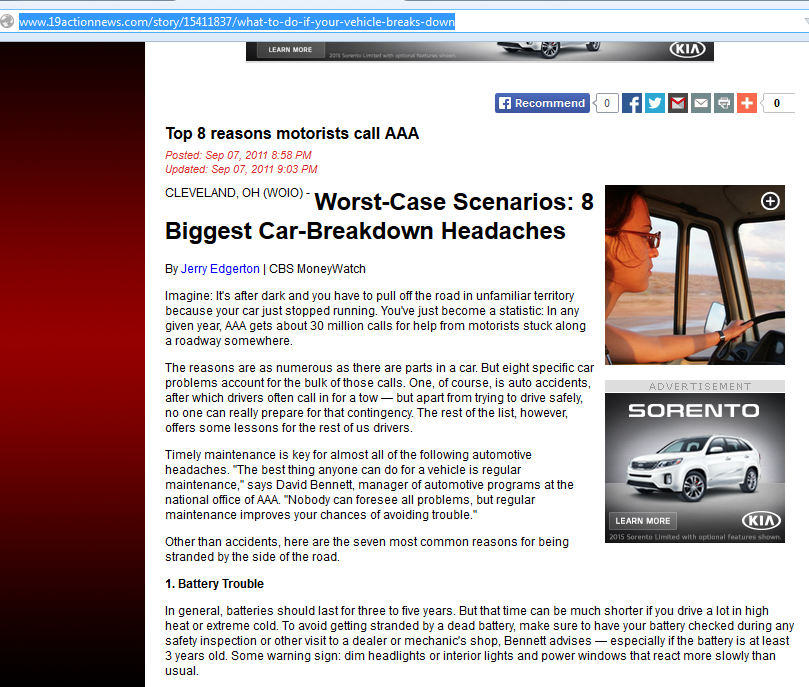 www.19actionnews.com/story/15411837/what-to-do-if-your-vehicle-breaks-down
LEARN MORE
2015 Sorento Limited with optional features shown.
KIA
Recommend
0
0
Top 8 reasons motorists call AAA
Posted: Sep 07, 2011 8:58 PM
Updated: Sep 07, 2011 9:03 PM
CLEVELAND, OH (WOIO) - Worst-Case Scenarios: 8
Biggest Car-Breakdown Headaches
By Jerry Edgerton | CBS MoneyWatch
Imagine: It's after dark and you have to pull off the road in unfamiliar territory
because your car just stopped running. You've just become a statistic: In any
given year, AAA gets about 30 million calls for help from motorists stuck along
a roadway somewhere.
The reasons are as numerous as there are parts in a car. But eight specific car
problems account for the bulk of those calls. One, of course, is auto accidents,
after which drivers often call in for a tow — but apart from trying to drive safely,
no one can really prepare for that contingency. The rest of the list, however,
offers some lessons for the rest of us drivers.
Timely maintenance is key for almost all of the following automotive
headaches. "The best thing anyone can do for a vehicle is regular
maintenance," says David Bennett, manager of automotive programs at the
national office of AAA. "Nobody can foresee all problems, but regular
maintenance improves your chances of avoiding trouble."
Other than accidents, here are the seven most common reasons for being
stranded by the side of the road.
ADVERTISEMENT
SORENTO
LEARN MORE
KIA
2015 Sorento Limited with optional features shown.
1. Battery Trouble
In general, batteries should last for three to five years. But that time can be much shorter if you drive a lot in high
heat or extreme cold. To avoid getting stranded by a dead battery, make sure to have your battery checked during any
safety inspection or other visit to a dealer or mechanic's shop, Bennett advises — especially if the battery is at least
3 years old. Some warning sign: dim headlights or interior lights and power windows that react more slowly than
usual.